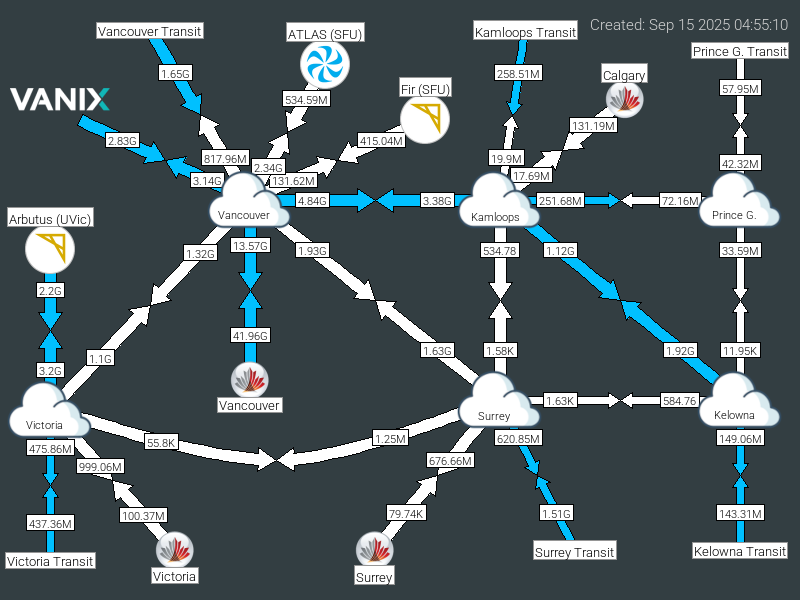 Created: Sep 15 2025 04:55:10
Vancouver Transit
ATLAS (SFU)
Kamloops Transit
Prince G. Transit
1.65G
258.51M
Calgary
57.95M
Fir (SFU)
VANIX
534.59M
2.83G
415.04M
131.19M
817.96M
19.9M
42.32M
2.34G
3.14G
131.62M
17.69M
4.84G
3.38G
251.68M
72.16M
Vancouver
Kamloops
Prince G.
Arbutus (UVic)
1.32G
13.57G
1.93G
534.78
1.12G
33.59M
2.2G
41.96G
1.1G
1.63G
1.58K
1.92G
11.95K
3.2G
Vancouver
1.63K
584.76
Victoria
Surrey
Kelowna
55.8K
1.25M
620.85M
149.06M
475.86M
999.06M
676.66M
437.36M
100.37M
79.74K
1.51G
143.31M
Victoria Transit
Victoria
Surrey
Surrey Transit
Kelowna Transit